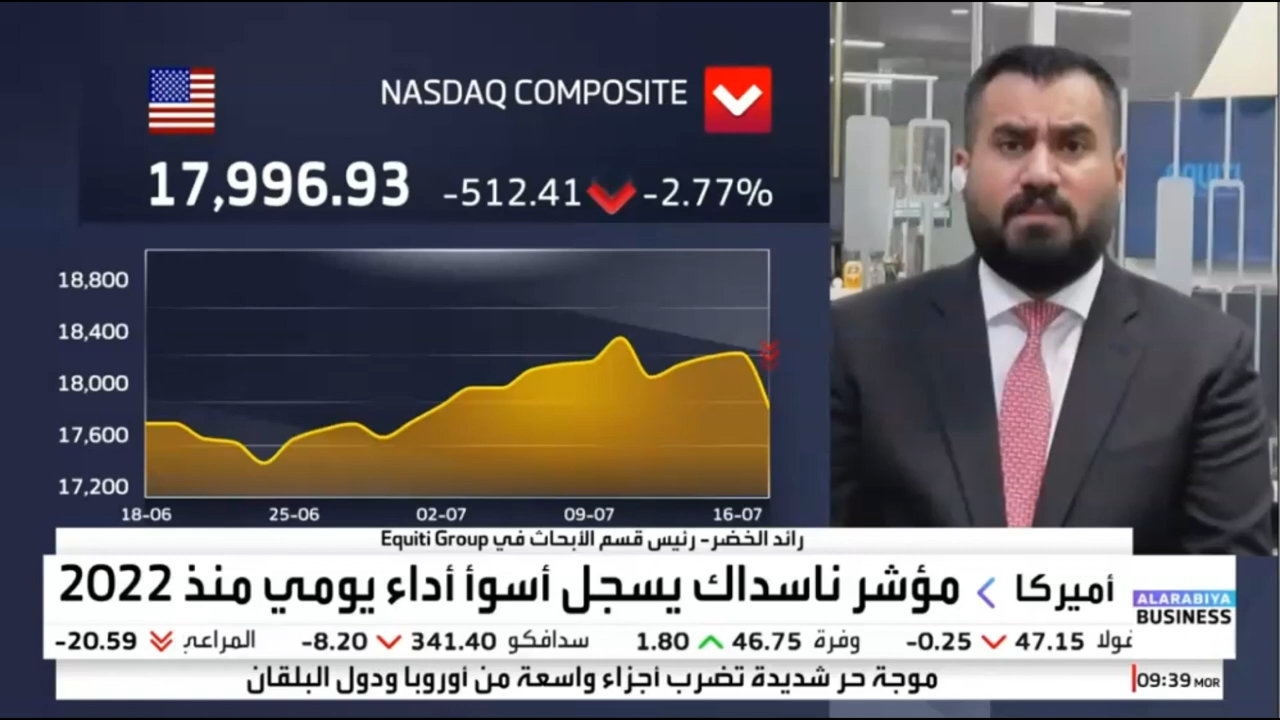 NASDAQ COMPOSITE
17,996.93 -512.41 -2.77%
18,800
18,400
18,000
17,600
17,200
18-06 25-06 02-07 09-07 16-07
EQUITI
رائد الخضر- رئيس قسم الأبحاث في Equiti Group
أميركا > مؤشر ناسداك يسجل أسوأ أداء يومي منذ 2022
ALARABIYA
BUSINESS
غولا 47.15 -0.25 وفرة 46.75 1.80 سدافكو 341.40 -8.20 المراعي -20.59
موجة حر شديدة تضرب أجزاء واسعة من أوروبا ودول البلقان
09:39 MOR